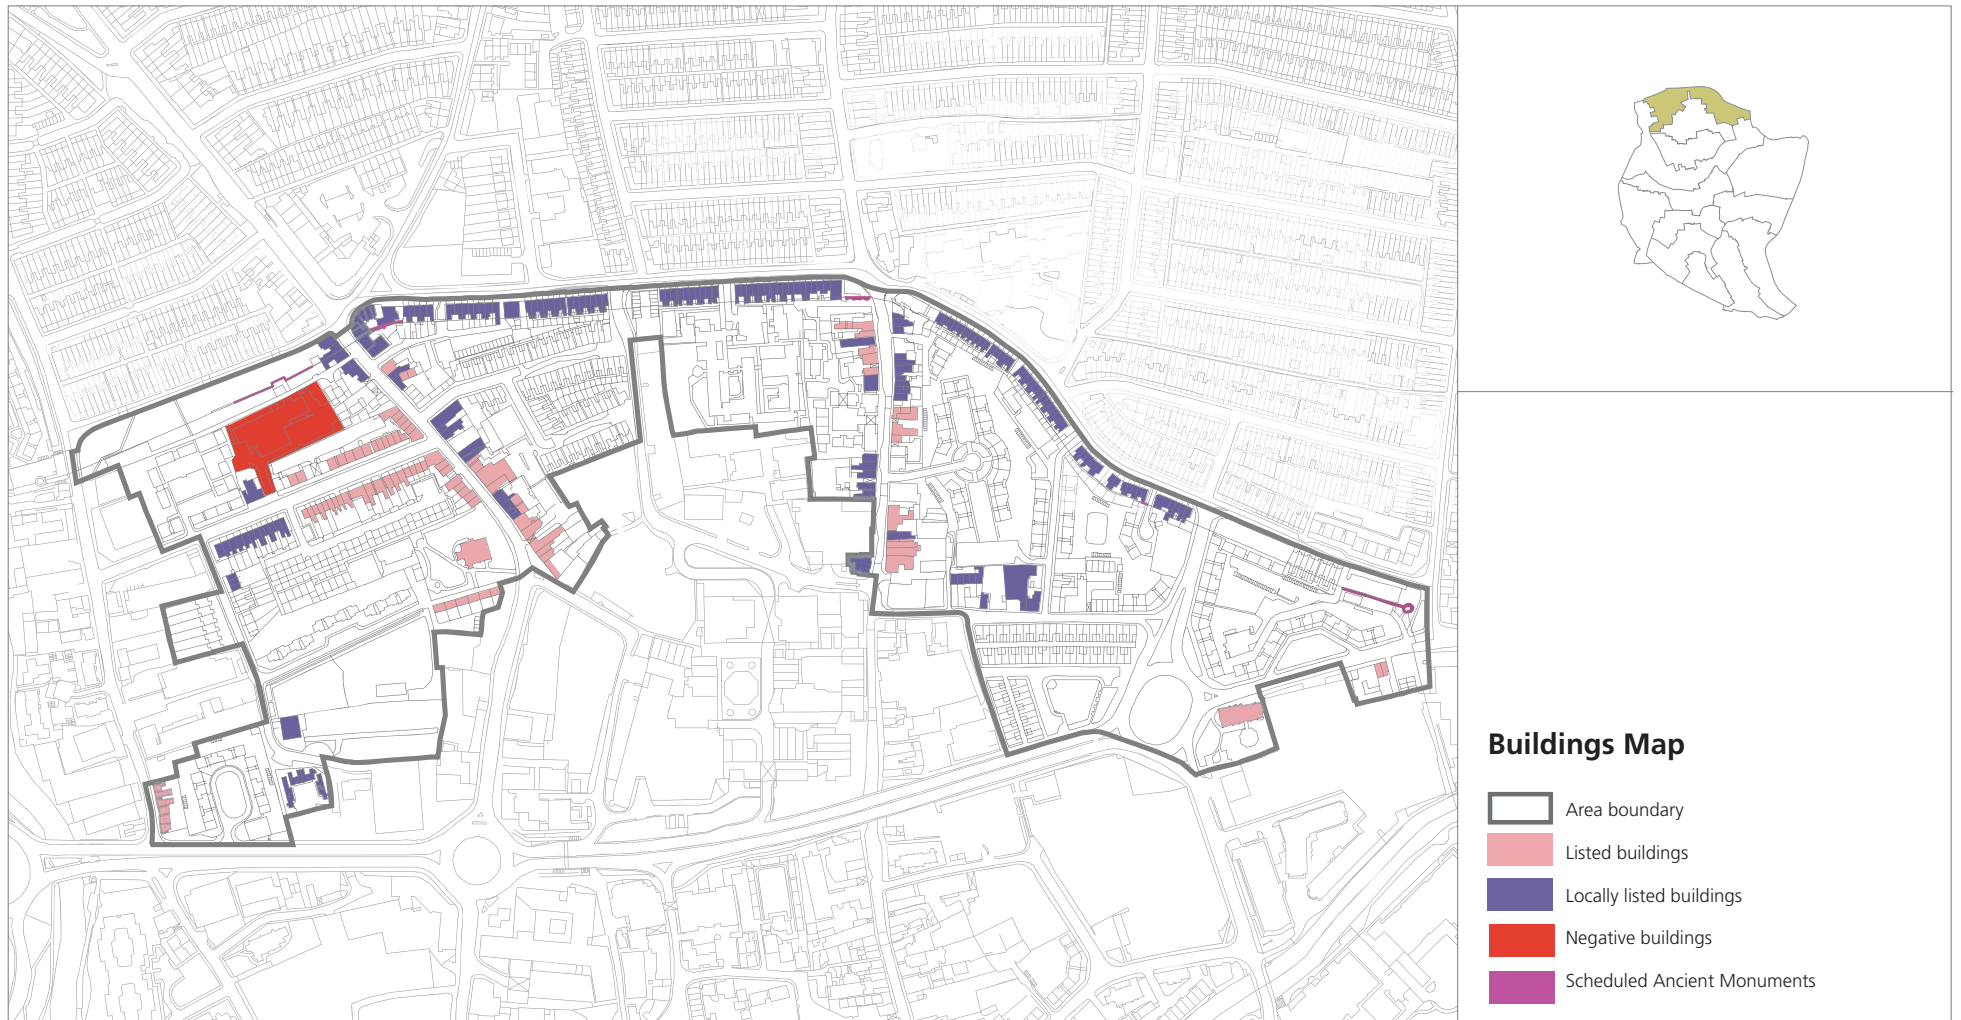 Buildings Map
Area boundary
Listed buildings
Locally listed buildings
Negative buildings
Scheduled Ancient Monuments